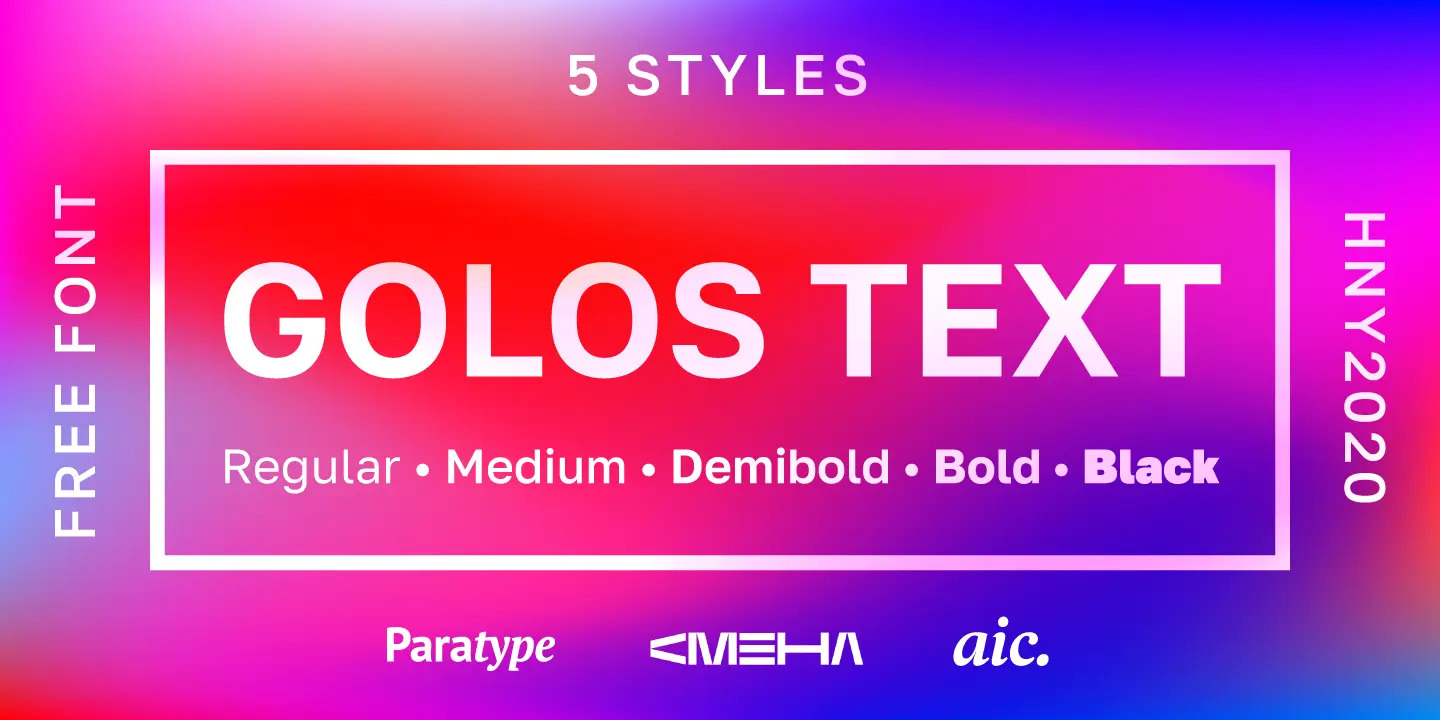 5 STYLES
FREE FONT
GOLOS TEXT
Regular • Medium • Demibold • Bold • Black
HNY2020
Paratype
СМЕНА
aic.